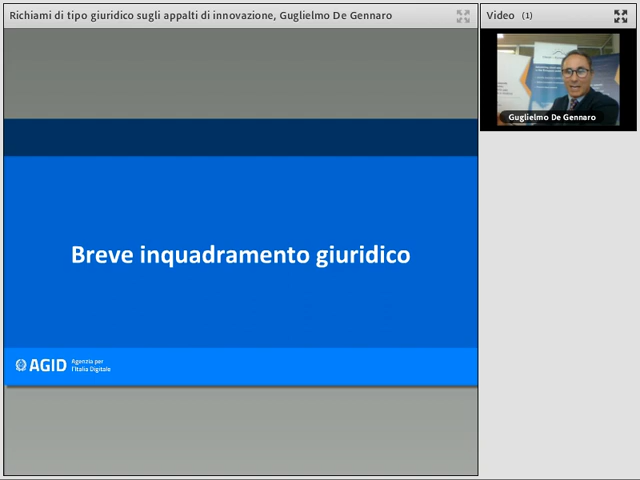 Richiami di tipo giuridico sugli appalti di innovazione, Guglielmo De Gennaro
Video (1)
Guglielmo De Gennaro
Breve inquadramento giuridico
AGID
Agenzia per
l'Italia Digitale